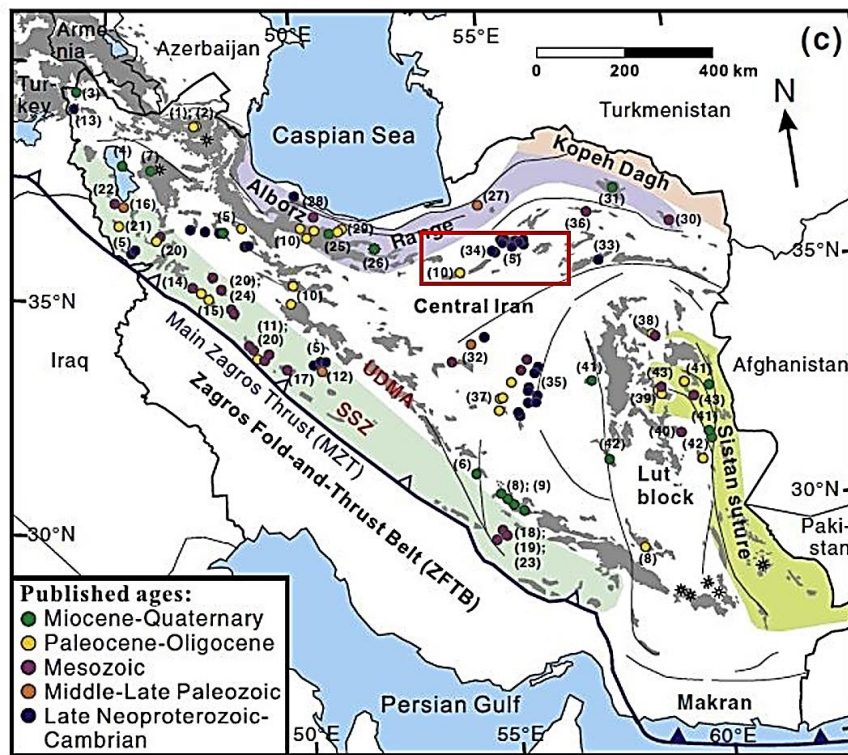 50°E
55°E
(c)
0 200 400 km
Arme-
nia
Azerbaijan
Tur-
key
Caspian Sea
Turkmenistan
N
Kopeh Dagh
Alborz
Range
Central Iran
35°N
35°N
Iraq
Afghanistan
Main Zagros Thrust (MZT)
Zagros Fold-and-Thrust Belt (ZFTB)
UDMA
SSZ
Lut
block
Sistan suture
30°N
30°N
Paki-
stan
Persian Gulf
Makran
50°E
55°E
60°E
(3)
(13)
(1); (2)
(4)
(7)
(22)
(16)
(21)
(5)
(20)
(5)
(28)
(10)
(29)
(25)
(26)
(27)
(31)
(30)
(36)
(34)
(5)
(33)
(10)
(14)
(15)
(20);
(24)
(10)
(11);
(20)
(17)
(5)
(12)
(32)
(35)
(37)
(38)
(41)
(43)
(41)
(39)
(43)
(41)
(40)
(42)
(42)
(6)
(8); (9)
(18);
(19);
(23)
(8)
Published ages:
Miocene-Quaternary
Paleocene-Oligocene
Mesozoic
Middle-Late Paleozoic
Late Neoproterozoic-
Cambrian